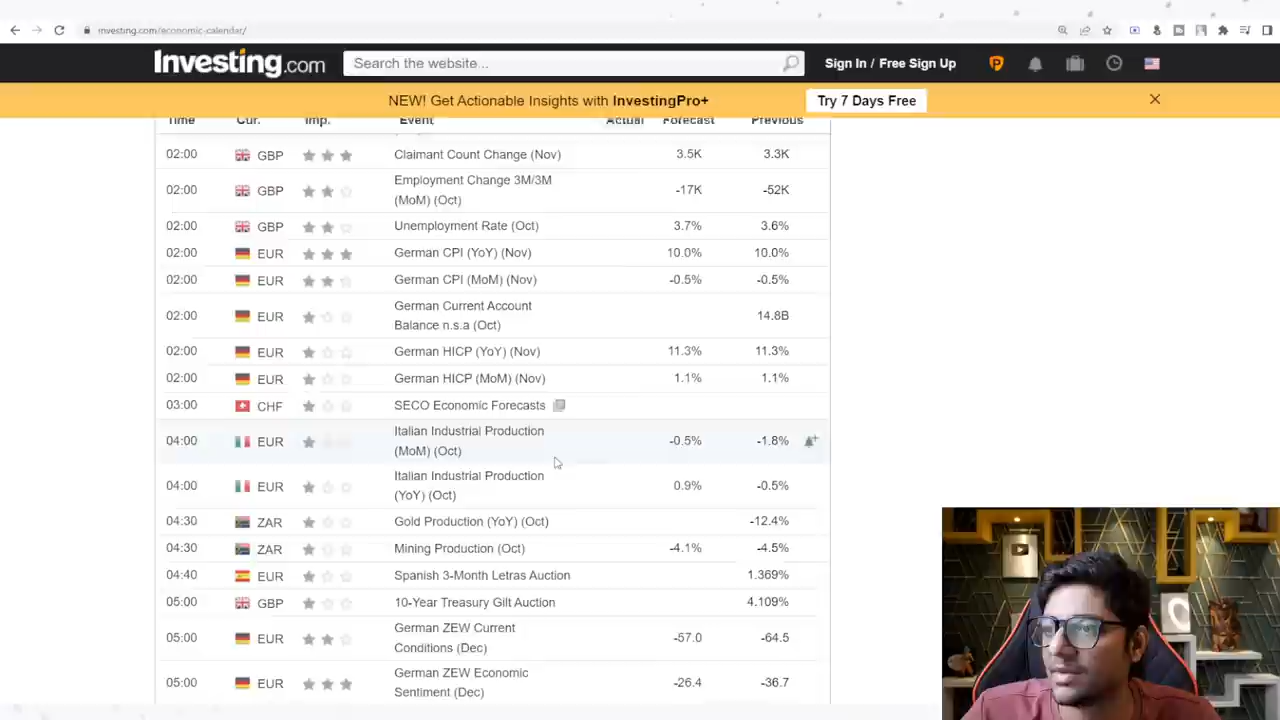 investing.com/economic-calendar/
Investing.com
Search the website...
Sign In / Free Sign Up
P
NEW! Get Actionable Insights with InvestingPro+
Try 7 Days Free
Time Cur. Imp. Event Actual Forecast Previous
02:00 GBP Claimant Count Change (Nov) 3.5K 3.3K
02:00 GBP Employment Change 3M/3M -17K -52K
(MoM) (Oct)
02:00 GBP Unemployment Rate (Oct) 3.7% 3.6%
02:00 EUR German CPI (YoY) (Nov) 10.0% 10.0%
02:00 EUR German CPI (MoM) (Nov) -0.5% -0.5%
02:00 EUR German Current Account 14.8B
Balance n.s.a (Oct)
02:00 EUR German HICP (YoY) (Nov) 11.3% 11.3%
02:00 EUR German HICP (MoM) (Nov) 1.1% 1.1%
03:00 CHF SECO Economic Forecasts
04:00 EUR Italian Industrial Production -0.5% -1.8%
(MoM) (Oct)
04:00 EUR Italian Industrial Production 0.9% -0.5%
(YoY) (Oct)
04:30 ZAR Gold Production (YoY) (Oct) -12.4%
04:30 ZAR Mining Production (Oct) -4.1% -4.5%
04:40 EUR Spanish 3-Month Letras Auction 1.369%
05:00 GBP 10-Year Treasury Gilt Auction 4.109%
05:00 EUR German ZEW Current -57.0 -64.5
Conditions (Dec)
05:00 EUR German ZEW Economic -26.4 -36.7
Sentiment (Dec)